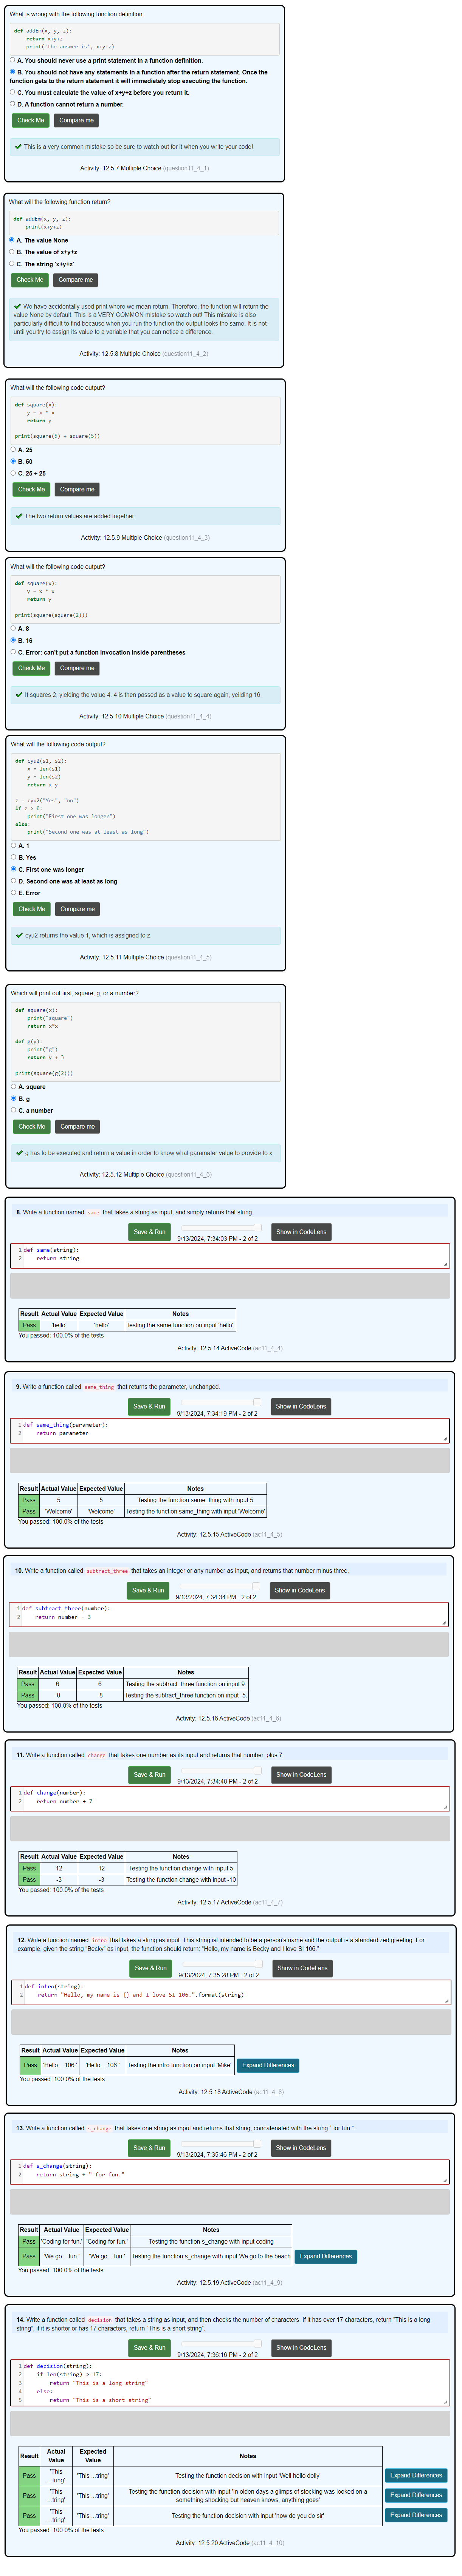 What is wrong with the following function definition:
def addEm(x, y, z):
    return x+y+z
    print('the answer is', x+y+z)
A. You should never use a print statement in a function definition.
B. You should not have any statements in a function after the return statement. Once the
function gets to the return statement it will immediately stop executing the function.
C. You must calculate the value of x+y+z before you return it.
D. A function cannot return a number.
Check Me Compare me
✔ This is a very common mistake so be sure to watch out for it when you write your code!
Activity: 12.5.7 Multiple Choice (question11_4_1)
What will the following function return?
def addEm(x, y, z):
    print(x+y+z)
A. The value None
B. The value of x+y+z
C. The string 'x+y+z'
Check Me Compare me
✔ We have accidentally used print where we mean return. Therefore, the function will return the
value None by default. This is a VERY COMMON mistake so watch out! This mistake is also
particularly difficult to find because when you run the function the output looks the same. It is not
until you try to assign its value to a variable that you can notice a difference.
Activity: 12.5.8 Multiple Choice (question11_4_2)
What will the following code output?
def square(x):
    y = x * x
    return y
print(square(5) + square(5))
A. 25
B. 50
C. 25 + 25
Check Me Compare me
✔ The two return values are added together.
Activity: 12.5.9 Multiple Choice (question11_4_3)
What will the following code output?
def square(x):
    y = x * x
    return y
print(square(square(2)))
A. 8
B. 16
C. Error: can't put a function invocation inside parentheses
Check Me Compare me
✔ It squares 2, yielding the value 4. 4 is then passed as a value to square again, yeilding 16.
Activity: 12.5.10 Multiple Choice (question11_4_4)
What will the following code output?
def cyu2(s1, s2):
    x = len(s1)
    y = len(s2)
    return x-y
z = cyu2("Yes", "no")
if z > 0:
    print("First one was longer")
else:
    print("Second one was at least as long")
A. 1
B. Yes
C. First one was longer
D. Second one was at least as long
E. Error
Check Me Compare me
✔ cyu2 returns the value 1, which is assigned to z.
Activity: 12.5.11 Multiple Choice (question11_4_5)
Which will print out first, square, g, or a number?
def square(x):
    print("square")
    return x*x
def g(y):
    print("g")
    return y + 3
print(square(g(2)))
A. square
B. g
C. a number
Check Me Compare me
✔ g has to be executed and return a value in order to know what paramater value to provide to x.
Activity: 12.5.12 Multiple Choice (question11_4_6)
8. Write a function named same that takes a string as input, and simply returns that string.
Save & Run 9/13/2024, 7:34:03 PM - 2 of 2 Show in CodeLens
1 def same(string):
2     return string
Result Actual Value Expected Value Notes
Pass 'hello' 'hello' Testing the same function on input 'hello'.
You passed: 100.0% of the tests
Activity: 12.5.14 ActiveCode (ac11_4_4)
9. Write a function called same_thing that returns the parameter, unchanged.
Save & Run 9/13/2024, 7:34:19 PM - 2 of 2 Show in CodeLens
1 def same_thing(parameter):
2     return parameter
Result Actual Value Expected Value Notes
Pass 5 5 Testing the function same_thing with input 5
Pass 'Welcome' 'Welcome' Testing the function same_thing with input 'Welcome'
You passed: 100.0% of the tests
Activity: 12.5.15 ActiveCode (ac11_4_5)
10. Write a function called subtract_three that takes an integer or any number as input, and returns that number minus three.
Save & Run 9/13/2024, 7:34:34 PM - 2 of 2 Show in CodeLens
1 def subtract_three(number):
2     return number - 3
Result Actual Value Expected Value Notes
Pass 6 6 Testing the subtract_three function on input 9.
Pass -8 -8 Testing the subtract_three function on input -5.
You passed: 100.0% of the tests
Activity: 12.5.16 ActiveCode (ac11_4_6)
11. Write a function called change that takes one number as its input and returns that number, plus 7.
Save & Run 9/13/2024, 7:34:48 PM - 2 of 2 Show in CodeLens
1 def change(number):
2     return number + 7
Result Actual Value Expected Value Notes
Pass 12 12 Testing the function change with input 5
Pass -3 -3 Testing the function change with input -10
You passed: 100.0% of the tests
Activity: 12.5.17 ActiveCode (ac11_4_7)
12. Write a function named intro that takes a string as input. This string ist intended to be a person's name and the output is a standardized greeting. For
example, given the string "Becky" as input, the function should return: "Hello, my name is Becky and I love SI 106."
Save & Run 9/13/2024, 7:35:28 PM - 2 of 2 Show in CodeLens
1 def intro(string):
2     return "Hello, my name is {} and I love SI 106.".format(string)
Result Actual Value Expected Value Notes
Pass 'Hello... 106.' 'Hello... 106.' Testing the intro function on input 'Mike'. Expand Differences
You passed: 100.0% of the tests
Activity: 12.5.18 ActiveCode (ac11_4_8)
13. Write a function called s_change that takes one string as input and returns that string, concatenated with the string " for fun.".
Save & Run 9/13/2024, 7:35:46 PM - 2 of 2 Show in CodeLens
1 def s_change(string):
2     return string + " for fun."
Result Actual Value Expected Value Notes
Pass 'Coding for fun.' 'Coding for fun.' Testing the function s_change with input coding
Pass 'We go... fun.' 'We go... fun.' Testing the function s_change with input We go to the beach Expand Differences
You passed: 100.0% of the tests
Activity: 12.5.19 ActiveCode (ac11_4_9)
14. Write a function called decision that takes a string as input, and then checks the number of characters. If it has over 17 characters, return "This is a long
string", if it is shorter or has 17 characters, return "This is a short string".
Save & Run 9/13/2024, 7:36:16 PM - 2 of 2 Show in CodeLens
1 def decision(string):
2     if len(string) > 17:
3         return "This is a long string"
4     else:
5         return "This is a short string"
Result Actual Value Expected Value Notes
Pass 'This ...tring' 'This ...tring' Testing the function decision with input 'Well hello dolly' Expand Differences
Pass 'This ...tring' 'This ...tring' Testing the function decision with input 'In olden days a glimps of stocking was looked on a
something shocking but heaven knows, anything goes' Expand Differences
Pass 'This ...tring' 'This ...tring' Testing the function decision with input 'how do you do sir' Expand Differences
You passed: 100.0% of the tests
Activity: 12.5.20 ActiveCode (ac11_4_10)